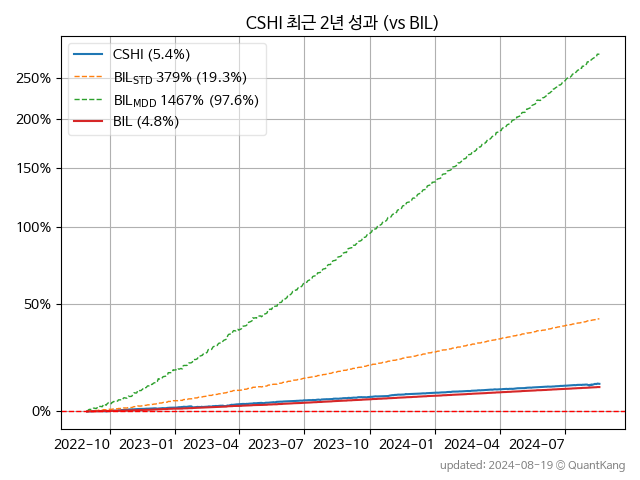 CSHI 최근 2년 성과 (vs BIL)
CSHI (5.4%)
BIL_STD 379% (19.3%)
BIL_MDD 1467% (97.6%)
BIL (4.8%)
250%
200%
150%
100%
50%
0%
2022-10 2023-01 2023-04 2023-07 2023-10 2024-01 2024-04 2024-07
updated: 2024-08-19 © QuantKang